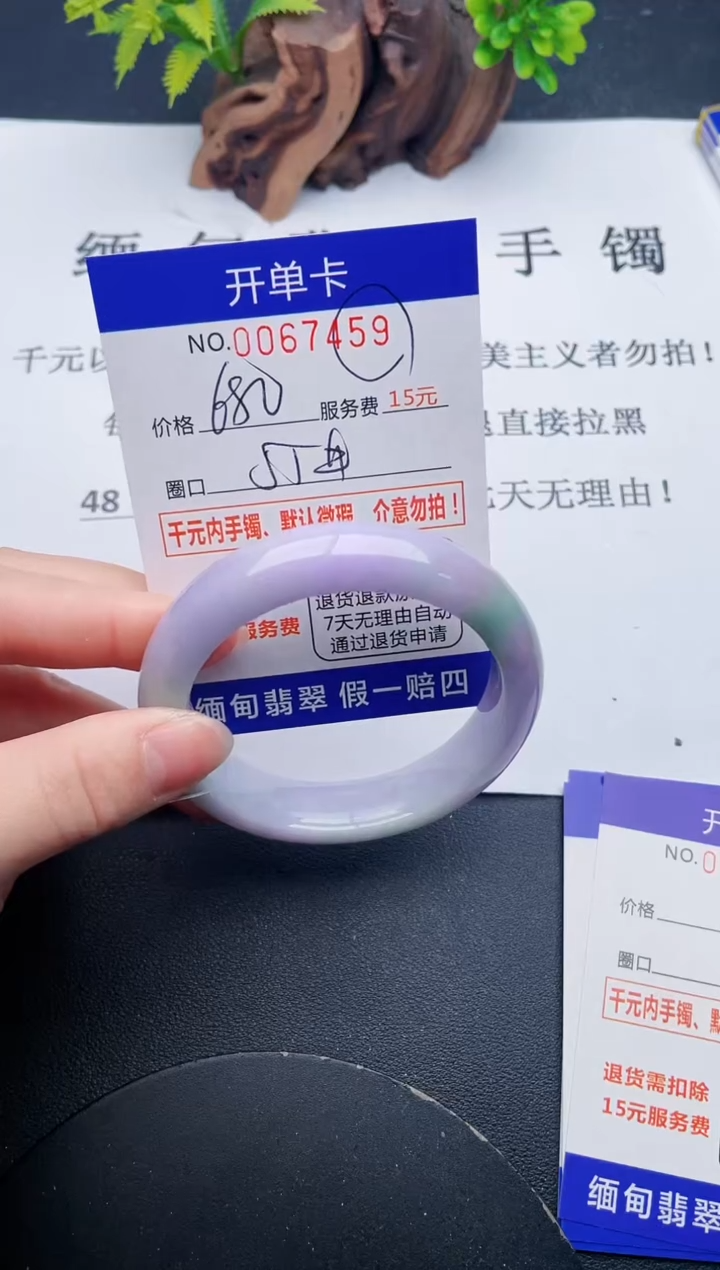 手镯
千元以
美主义者勿拍！
直接拉黑
48
天无理由！
开单卡
NO.0067459
价格 680 服务费 15元
圈口
千元内手镯、默认微瑕 介意勿拍！
服务费
退货退款
7天无理由自动
通过退货申请
缅甸翡翠 假一赔四
开
NO.0
价格
圈口
千元内手镯、
退货需扣除
15元服务费
缅甸翡翠